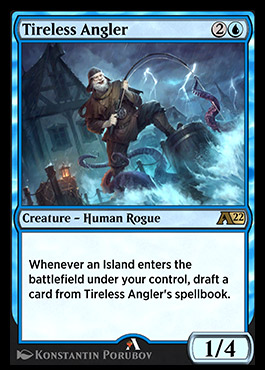 Tireless Angler 2
Creature – Human Rogue
A22
Whenever an Island enters the
battlefield under your control, draft a
card from Tireless Angler's spellbook.
Konstantin Porubov
1/4